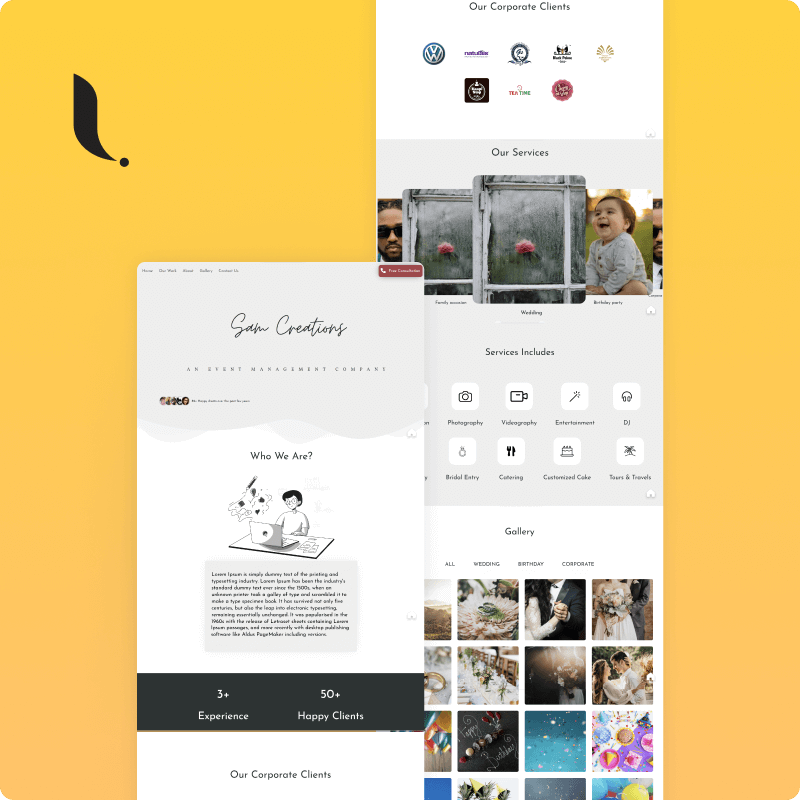 Our Corporate Clients
natures
Black Palace
TEA TIME
Our Services
Family occasion
Birthday party
Wedding
Services Includes
Photography
Videography
Entertainment
DJ
Bridal Entry
Catering
Customized Cake
Tours & Travels
Gallery
ALL
WEDDING
BIRTHDAY
CORPORATE
Happy
Birthday
Home
Our Work
About
Gallery
Contact Us
Free Consultation
Sam Creations
AN EVENT MANAGEMENT COMPANY
Who We Are?
Lorem Ipsum is simply dummy text of the printing and
typesetting industry. Lorem Ipsum has been the industry's
standard dummy text ever since the 1500s, when an
unknown printer took a galley of type and scrambled it to
make a type specimen book. It has survived not only five
centuries, but also the leap into electronic typesetting,
remaining essentially unchanged. It was popularised in the
1960s with the release of Letraset sheets containing Lorem
Ipsum passages, and more recently with desktop publishing
software like Aldus PageMaker including versions
3+
50+
Experience
Happy Clients
Our Corporate Clients